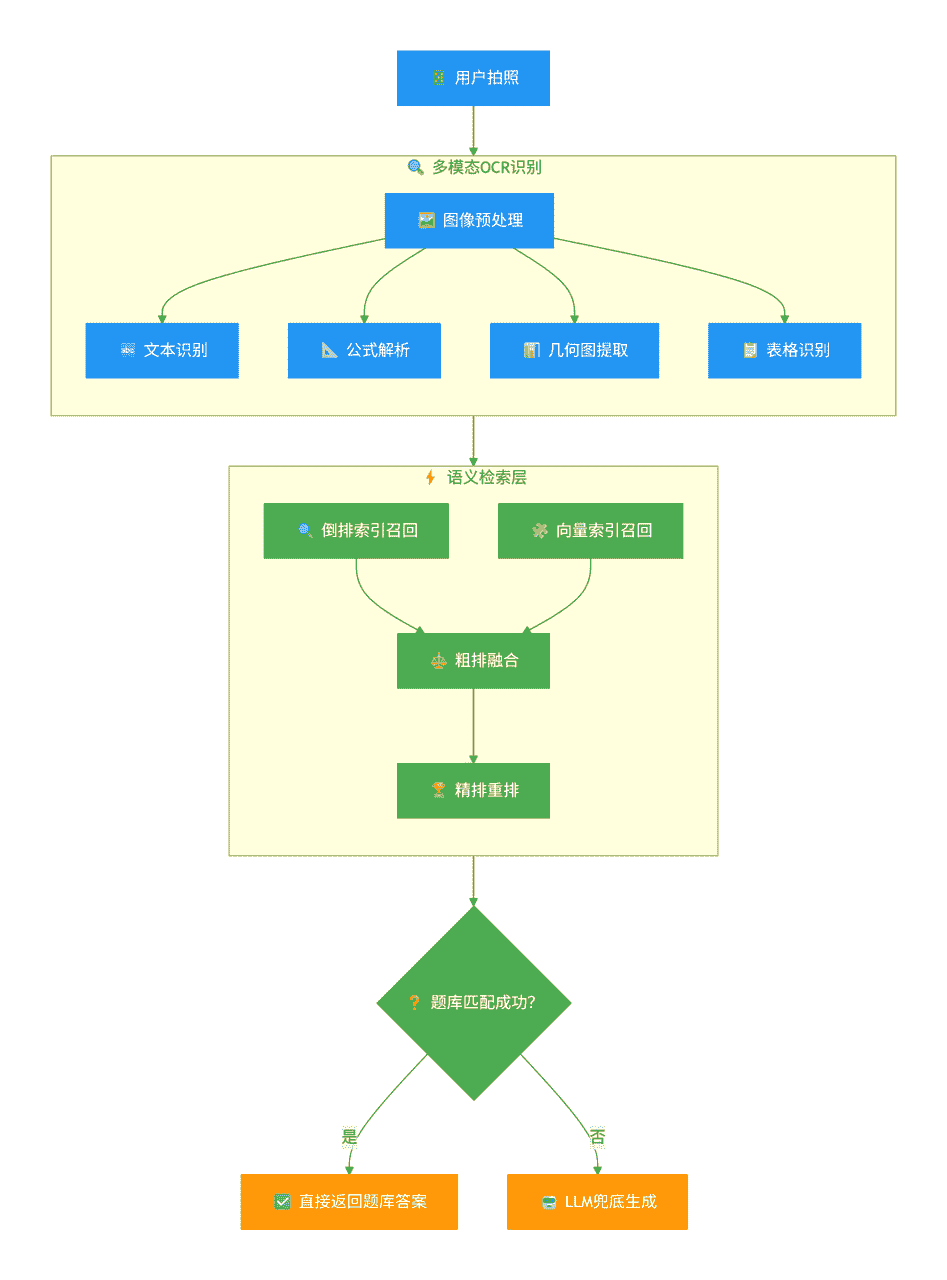 用户拍照
多模态OCR识别
图像预处理
文本识别
公式解析
几何图提取
表格识别
语义检索层
倒排索引召回
向量索引召回
粗排融合
精排重排
题库匹配成功?
是
否
直接返回题库答案
LLM兜底生成